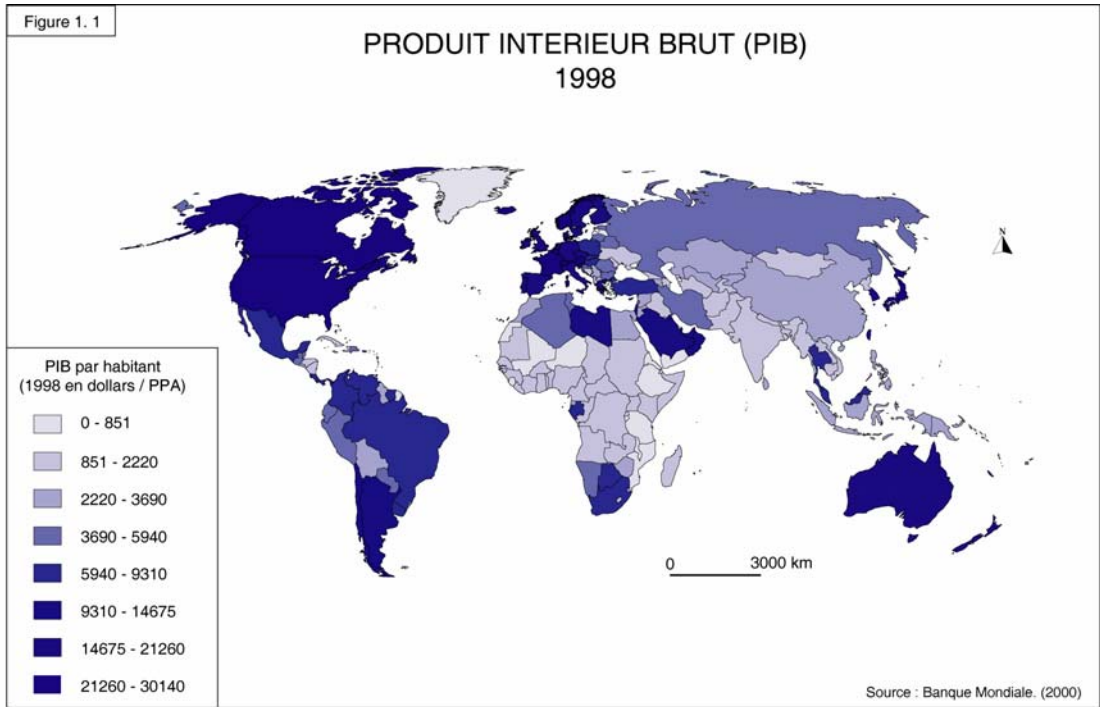 Figure 1. 1
PRODUIT INTERIEUR BRUT (PIB)
1998
N
PIB par habitant
(1998 en dollars / PPA)
0 - 851
851 - 2220
2220 - 3690
3690 - 5940
5940 - 9310
9310 - 14675
14675 - 21260
21260 - 30140
0 3000 km
Source : Banque Mondiale. (2000)